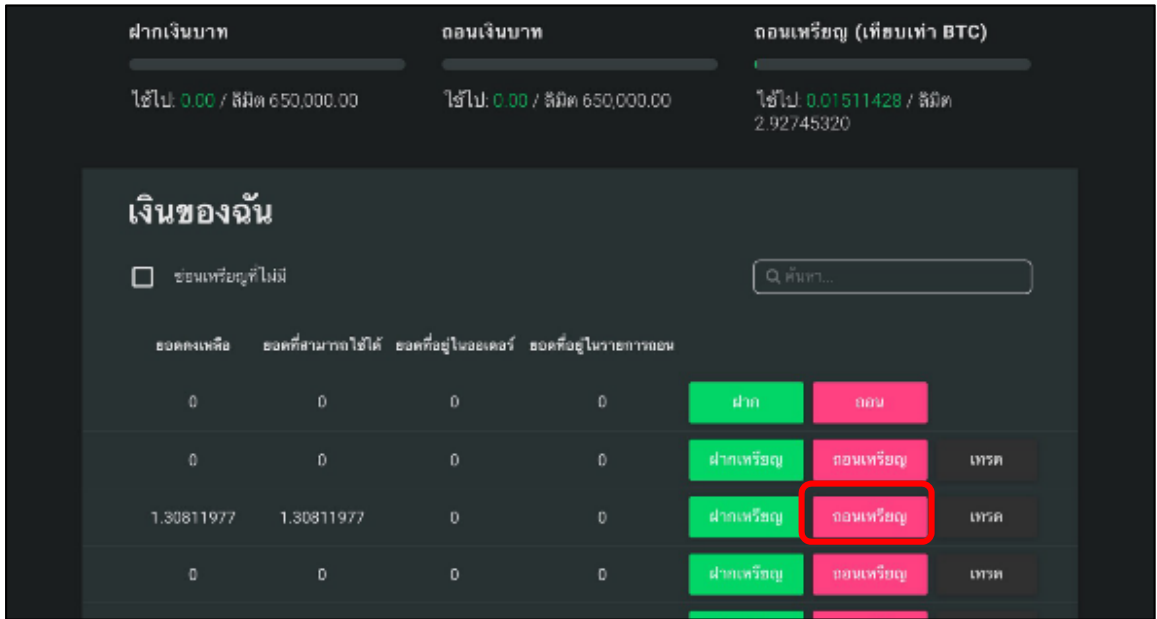 ฝากเงินบาท ถอนเงินบาท ถอนเหรียญ (เทียบเท่า BTC)
ใช้ไป: 0.00 / ลิมิต 650,000.00 ใช้ไป: 0.00 / ลิมิต 650,000.00 ใช้ไป: 0.01511428 / ลิมิต
2.92745320
เงินของฉัน
ซ่อนเหรียญที่ไม่มี ค้นหา...
ยอดคงเหลือ ยอดที่สามารถใช้ได้ ยอดที่อยู่ในออเดอร์ ยอดที่อยู่ในรายการถอน
0 0 0 0 ฝาก ถอน
0 0 0 0 ฝากเหรียญ ถอนเหรียญ เทรด
1.30811977 1.30811977 0 0 ฝากเหรียญ ถอนเหรียญ เทรด
0 0 0 0 ฝากเหรียญ ถอนเหรียญ เทรด